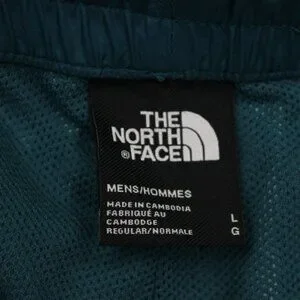 THE
NORTH
®FACE
MENS/HOMMES
MADE IN CAMBODIA
FABRIQUÉ AU
CAMBODGE
REGULAR/NORMALE
L
G